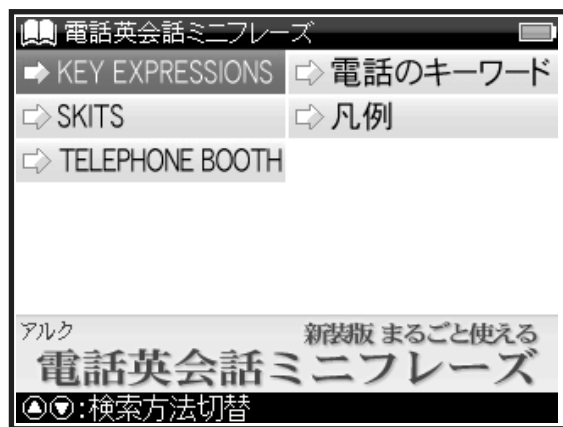 電話英会話ミニフレーズ
KEY EXPRESSIONS
電話のキーワード
SKITS
凡例
TELEPHONE BOOTH
アルク
新装版 まるごと使える
電話英会話ミニフレーズ
:検索方法切替